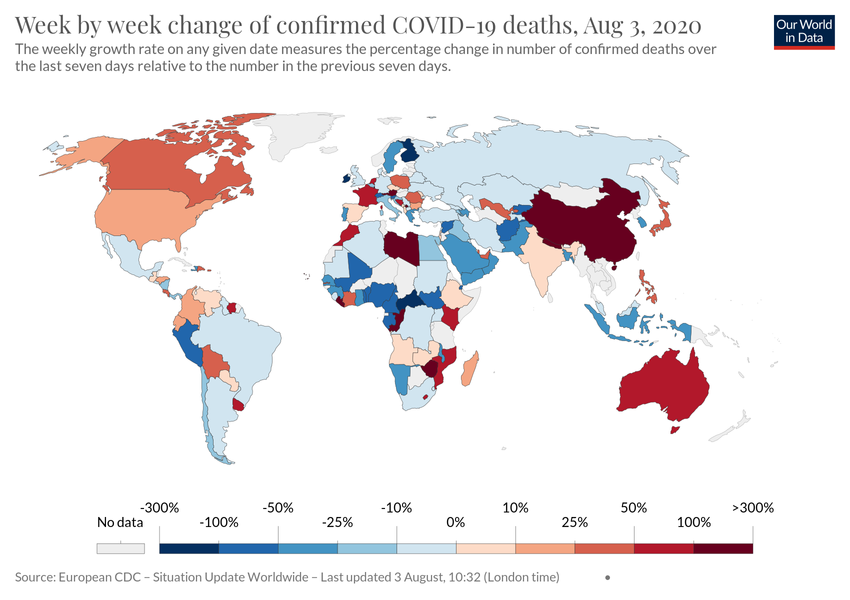 Week by week change of confirmed COVID-19 deaths, Aug 3, 2020
Our World
in Data
The weekly growth rate on any given date measures the percentage change in number of confirmed deaths over
the last seven days relative to the number in the previous seven days.
-300% -50% -10% 10% 50% >300%
No data -100% -25% 0% 25% 100%
Source: European CDC – Situation Update Worldwide – Last updated 3 August, 10:32 (London time) •